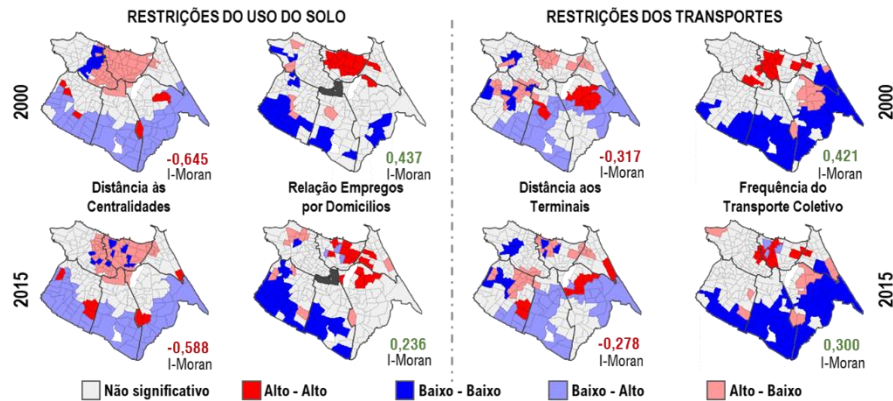 RESTRIÇÕES DO USO DO SOLO
RESTRIÇÕES DOS TRANSPORTES
2000
-0,645
I-Moran
0,437
I-Moran
-0,317
I-Moran
0,421
I-Moran
2000
Distância às
Centralidades
Relação Empregos
por Domicílios
Distância aos
Terminais
Frequência do
Transporte Coletivo
2015
-0,588
I-Moran
0,236
I-Moran
-0,278
I-Moran
0,300
I-Moran
2015
Não significativo
Alto - Alto
Baixo - Baixo
Baixo - Alto
Alto - Baixo